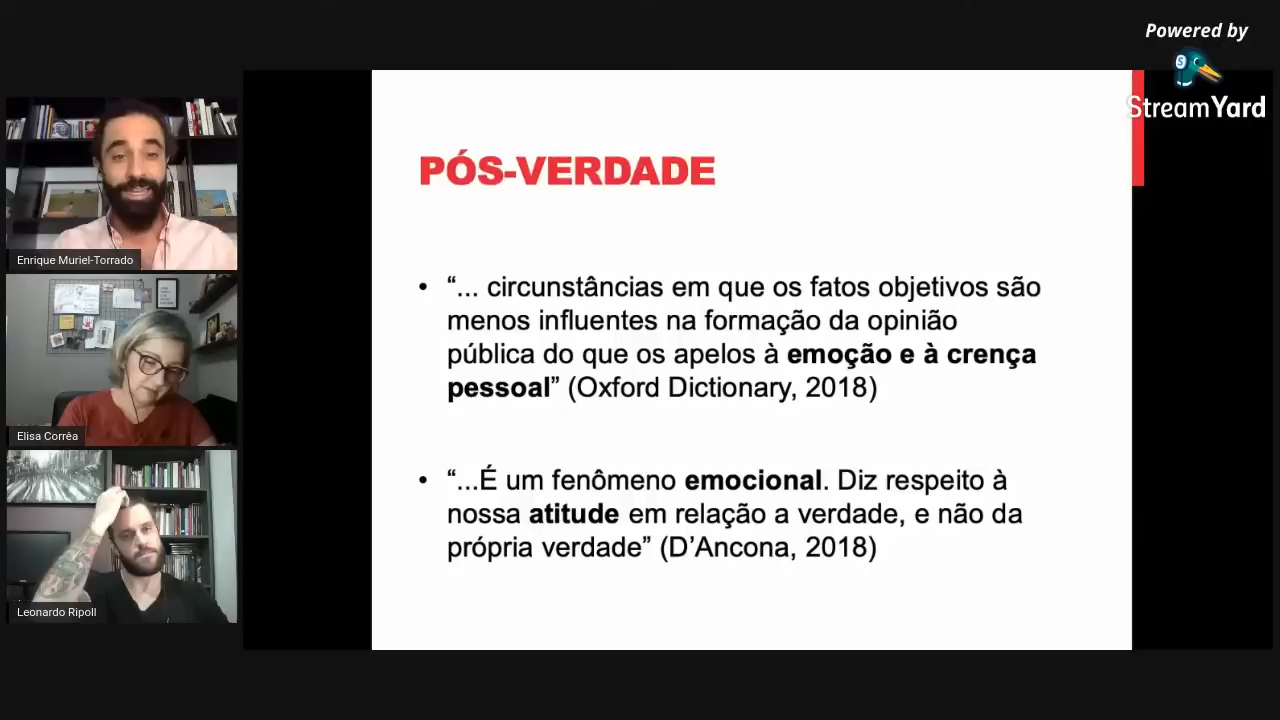 Powered by
StreamYard
PÓS-VERDADE
• “... circunstâncias em que os fatos objetivos são
menos influentes na formação da opinião
pública do que os apelos à emoção e à crença
pessoal” (Oxford Dictionary, 2018)
• “...É um fenômeno emocional. Diz respeito à
nossa atitude em relação a verdade, e não da
própria verdade” (D’Ancona, 2018)
Enrique Muriel-Torrado
Elisa Corrêa
Leonardo Ripoll